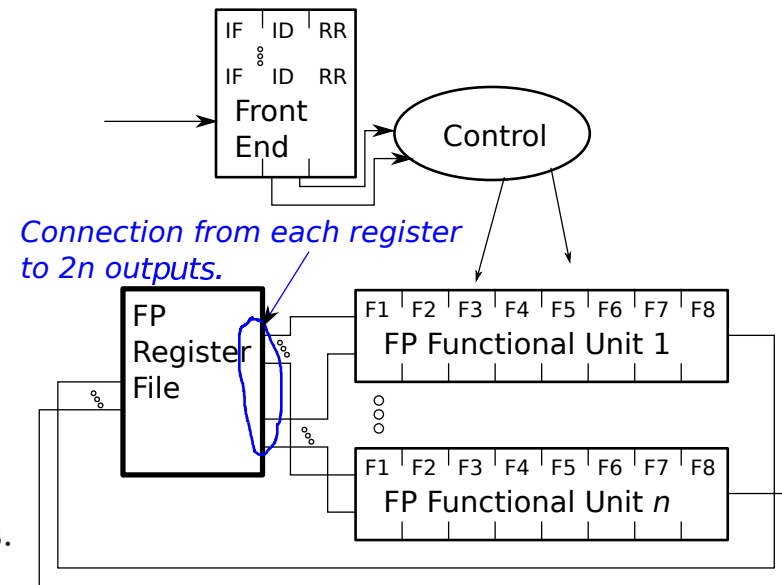 IF ID RR
IF ID RR
Front
End
Control
Connection from each register
to 2n outputs.
FP
Register
File
F1 F2 F3 F4 F5 F6 F7 F8
FP Functional Unit 1
F1 F2 F3 F4 F5 F6 F7 F8
FP Functional Unit n